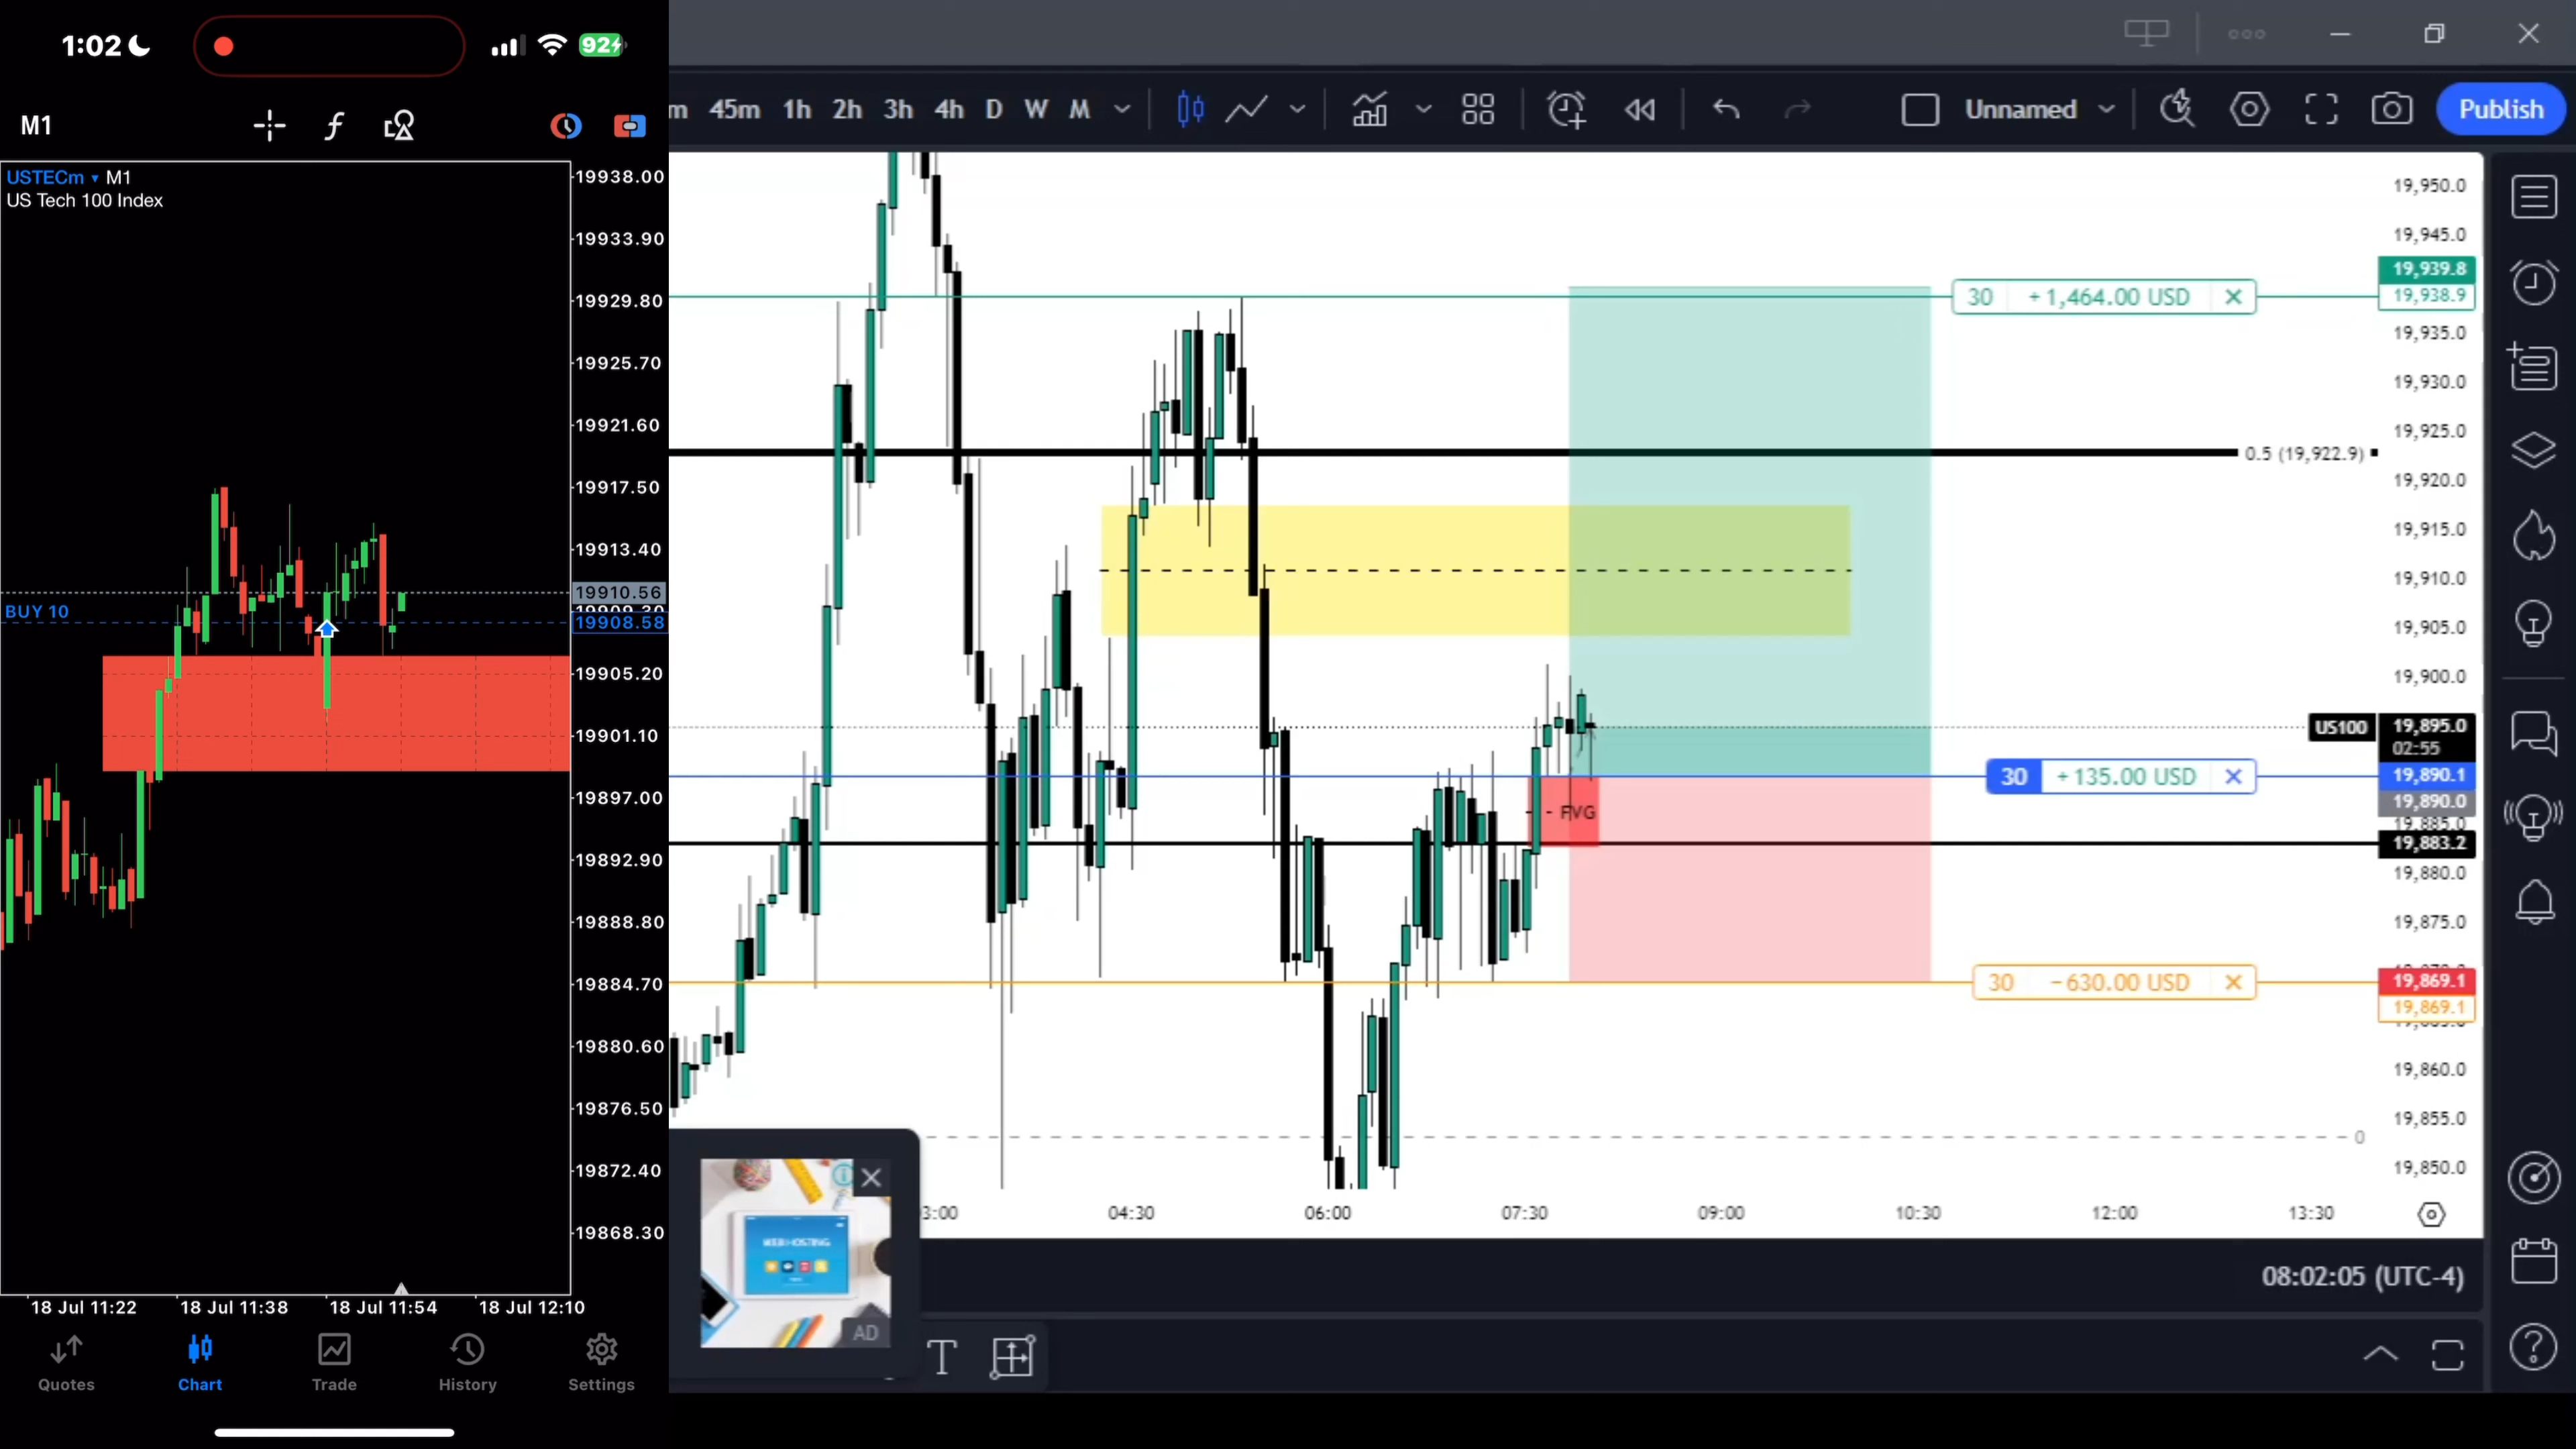 1:02
92
M1
USTECm M1
US Tech 100 Index
19938.00
19933.90
19929.80
19925.70
19921.60
19917.50
19913.40
19910.56
BUY 10
19908.58
19905.20
19901.10
19897.00
19892.90
19888.80
19884.70
19880.60
19876.50
19872.40
19868.30
18 Jul 11:22
18 Jul 11:38
18 Jul 11:54
18 Jul 12:10
Quotes
Chart
Trade
History
Settings
m 45m 1h 2h 3h 4h D W M
Unnamed
Publish
19,950.0
19,945.0
19,939.8
30 +1,464.00 USD
19,938.9
19,935.0
19,930.0
19,925.0
0.5 (19,922.9)
19,920.0
19,915.0
19,910.0
19,905.0
19,900.0
US100
19,895.0
02:55
30 +135.00 USD
19,890.1
19,890.0
FVG
19,883.2
19,880.0
19,875.0
30 −630.00 USD
19,869.1
19,869.1
19,860.0
19,855.0
0
19,850.0
3:00
04:30
06:00
07:30
09:00
10:30
12:00
13:30
WEB HOSTING
AD
08:02:05 (UTC-4)
T